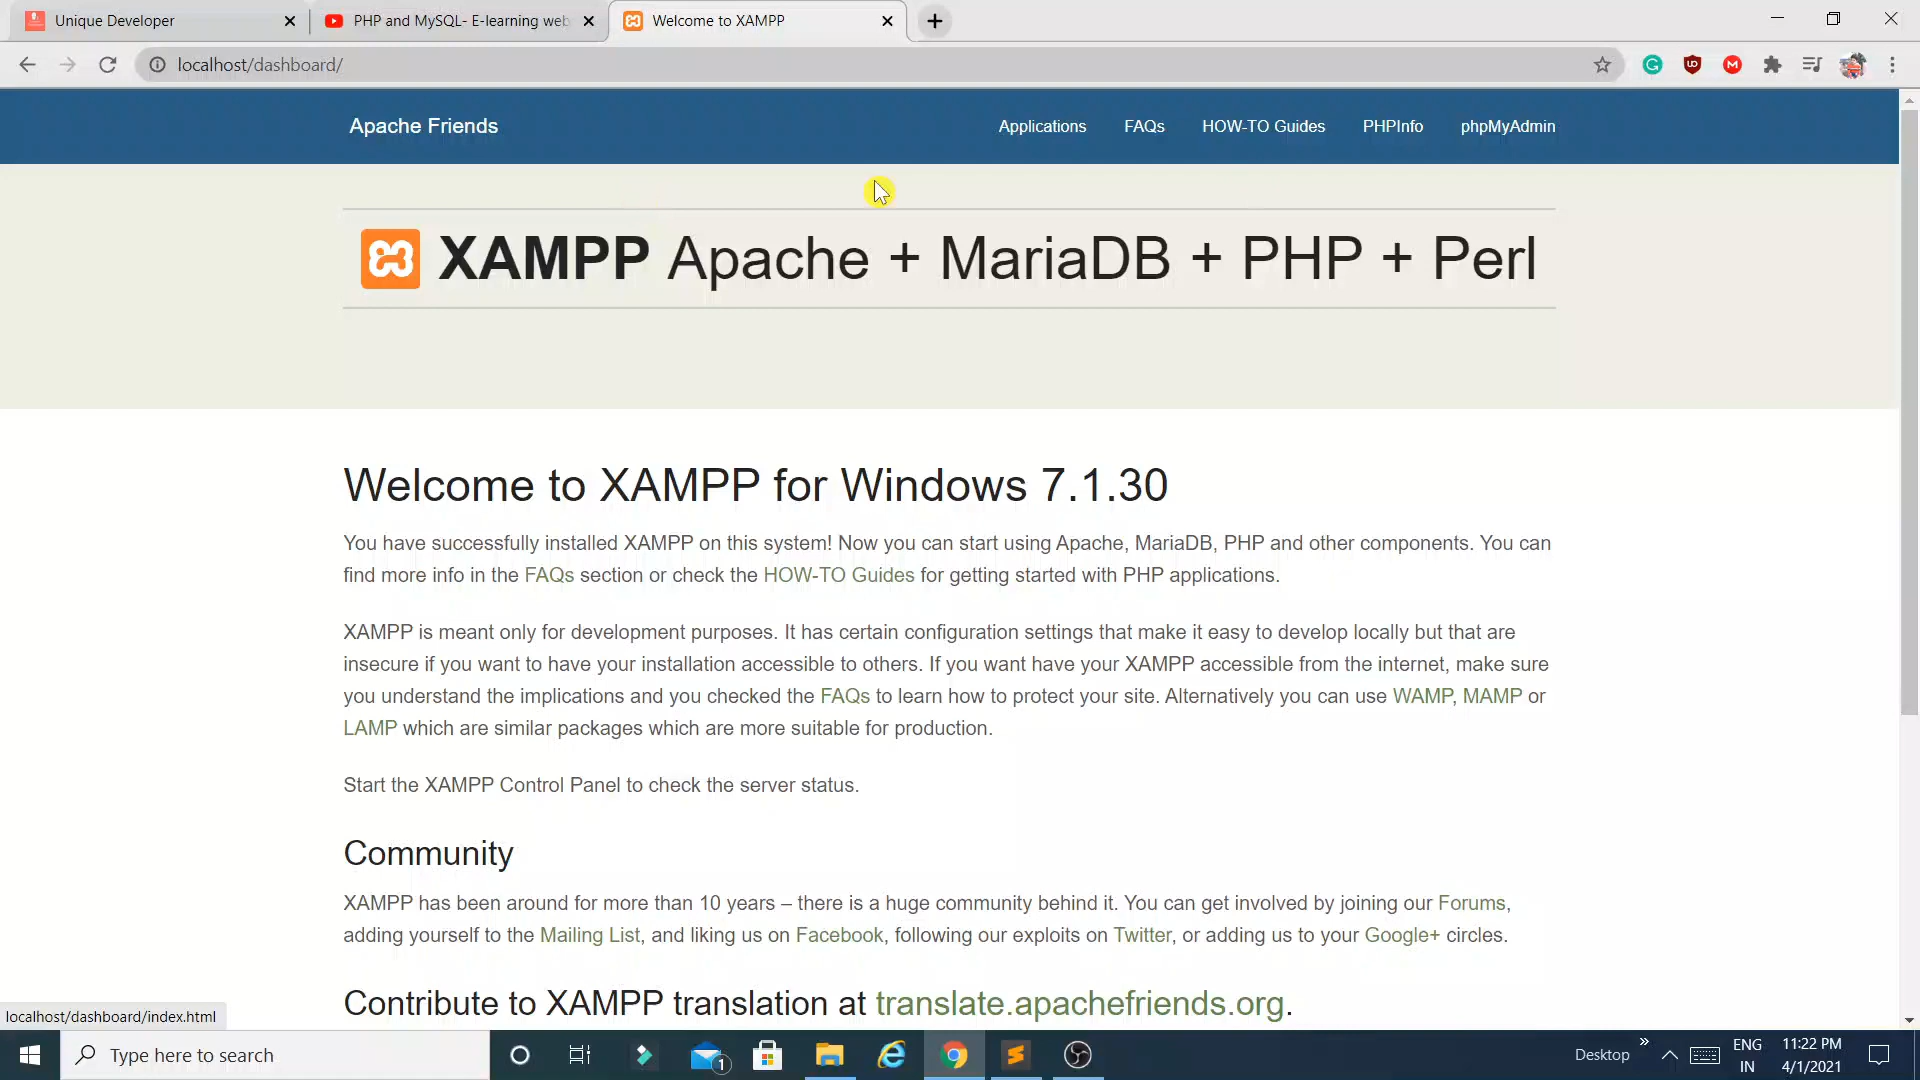 Unique Developer
PHP and MySQL- E-learning web
Welcome to XAMPP
localhost/dashboard/
Apache Friends
Applications
FAQs
HOW-TO Guides
PHPInfo
phpMyAdmin
XAMPP Apache + MariaDB + PHP + Perl
Welcome to XAMPP for Windows 7.1.30
You have successfully installed XAMPP on this system! Now you can start using Apache, MariaDB, PHP and other components. You can
find more info in the FAQs section or check the HOW-TO Guides for getting started with PHP applications.
XAMPP is meant only for development purposes. It has certain configuration settings that make it easy to develop locally but that are
insecure if you want to have your installation accessible to others. If you want have your XAMPP accessible from the internet, make sure
you understand the implications and you checked the FAQs to learn how to protect your site. Alternatively you can use WAMP, MAMP or
LAMP which are similar packages which are more suitable for production.
Start the XAMPP Control Panel to check the server status.
Community
XAMPP has been around for more than 10 years – there is a huge community behind it. You can get involved by joining our Forums,
adding yourself to the Mailing List, and liking us on Facebook, following our exploits on Twitter, or adding us to your Google+ circles.
Contribute to XAMPP translation at translate.apachefriends.org.
localhost/dashboard/index.html
Type here to search
1
Desktop
ENG
IN
11:22 PM
4/1/2021